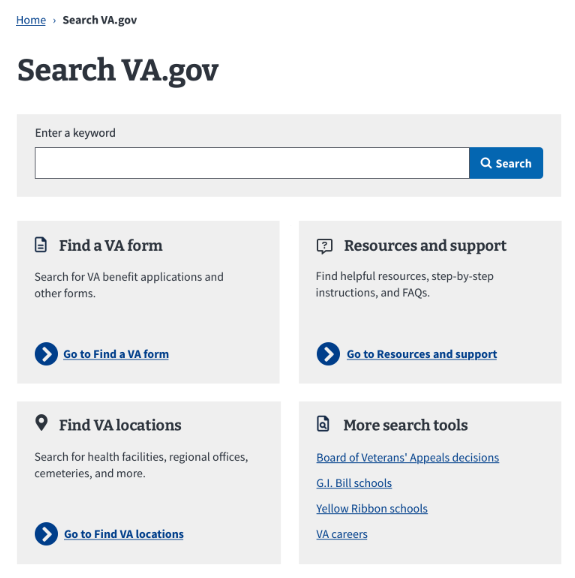 Home › Search VA.gov
Search VA.gov
Enter a keyword
Search
Find a VA form
Search for VA benefit applications and
other forms.
Go to Find a VA form
Resources and support
Find helpful resources, step-by-step
instructions, and FAQs.
Go to Resources and support
Find VA locations
Search for health facilities, regional offices,
cemeteries, and more.
Go to Find VA locations
More search tools
Board of Veterans' Appeals decisions
G.I. Bill schools
Yellow Ribbon schools
VA careers